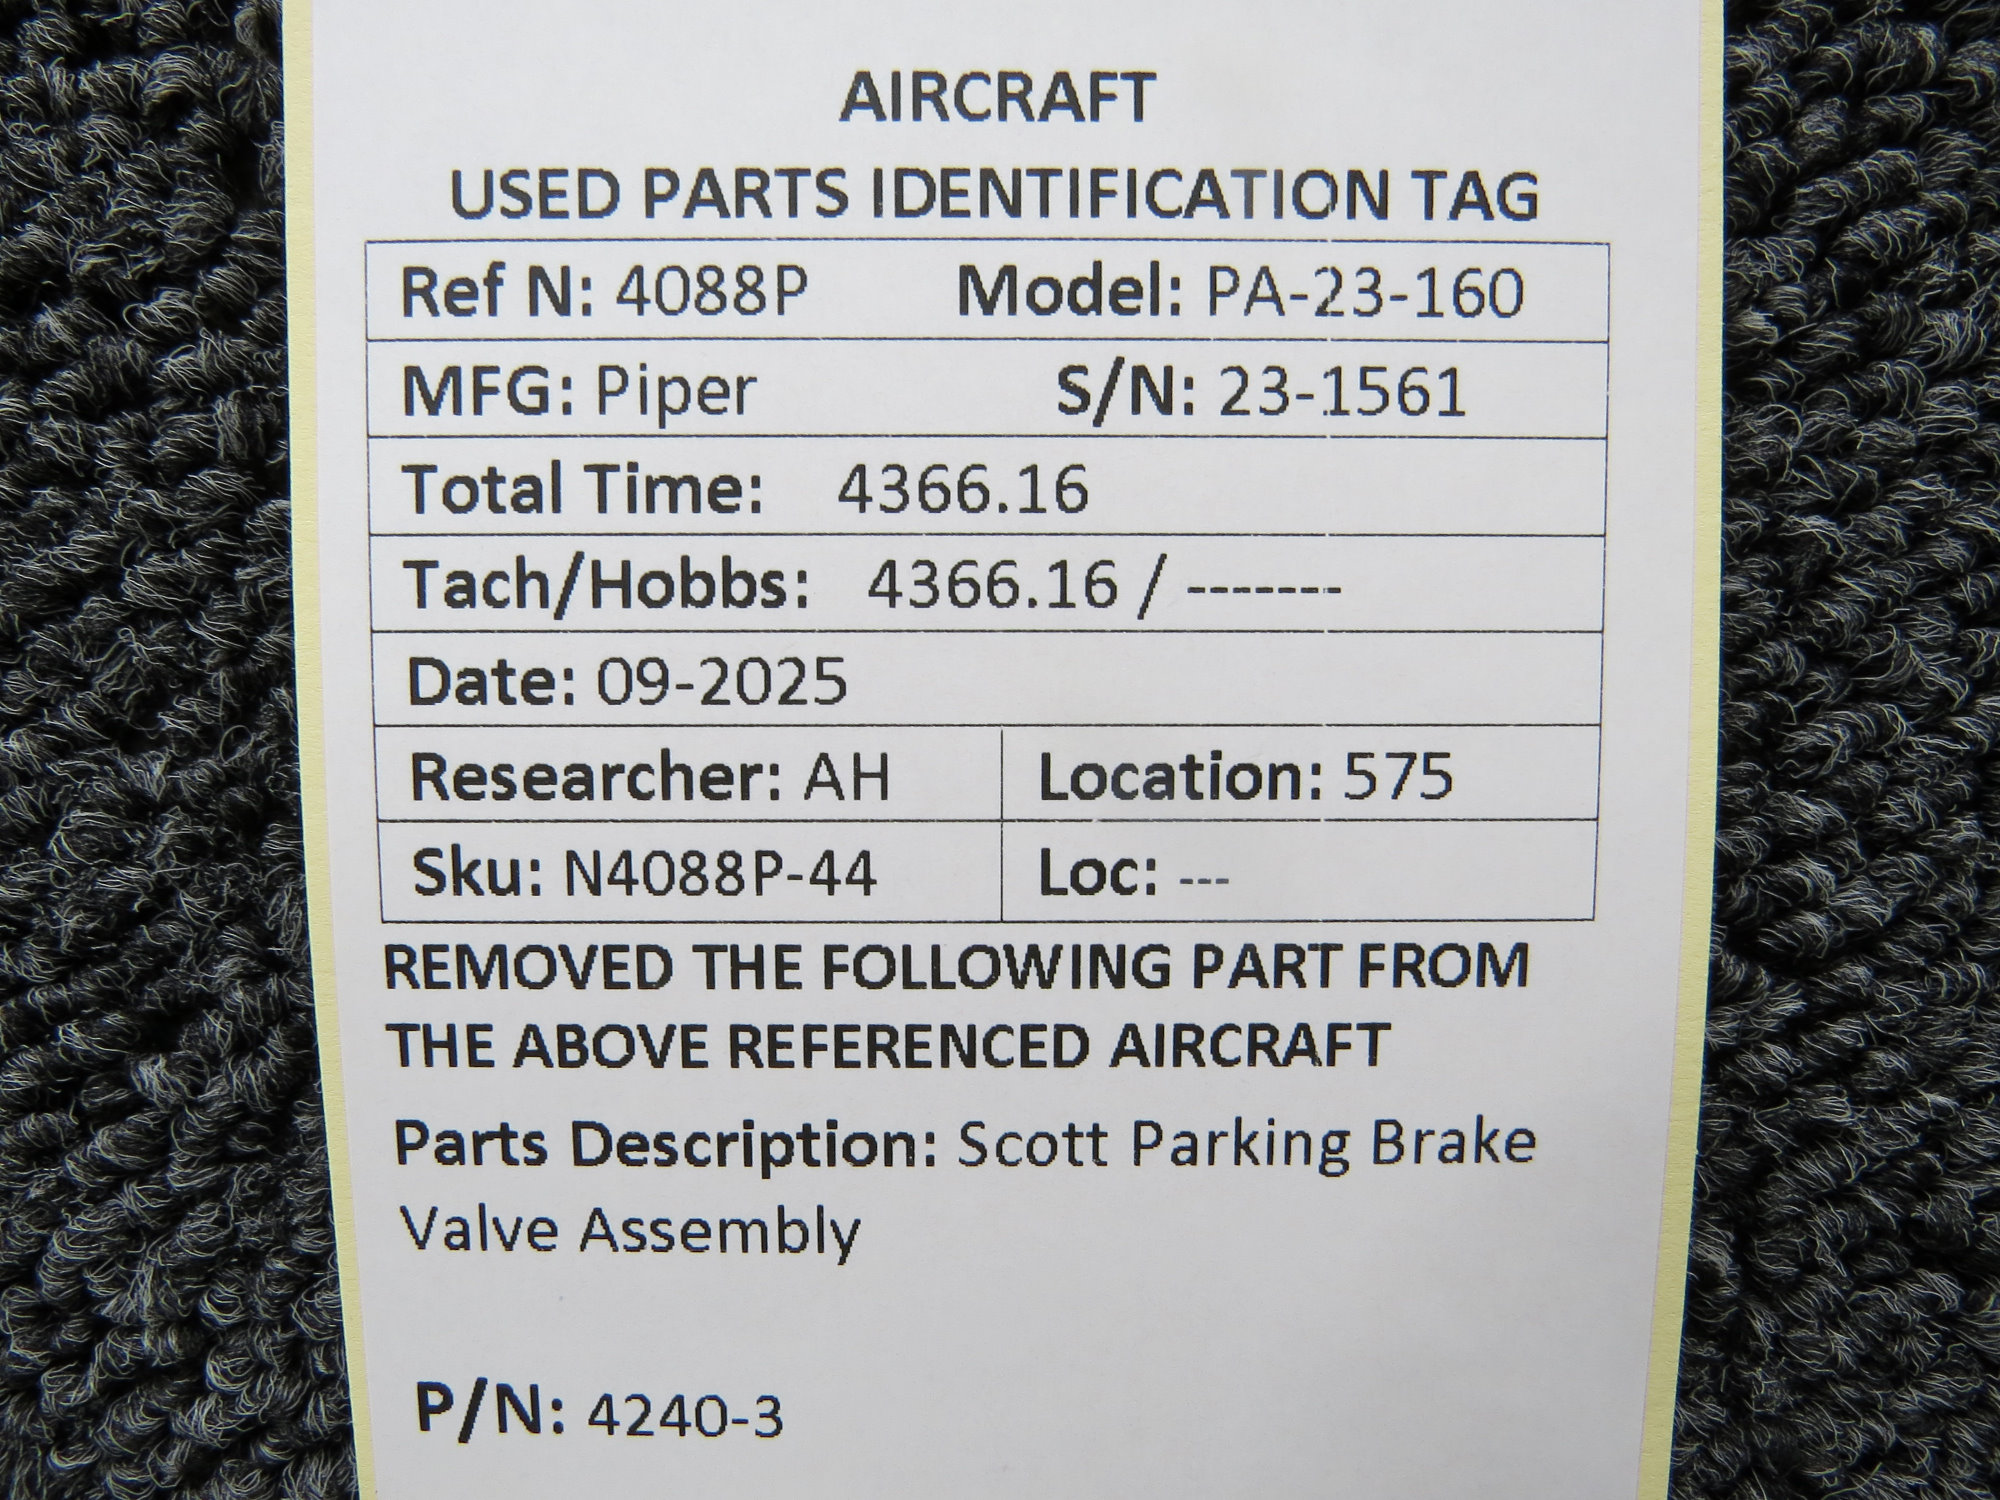 AIRCRAFT
USED PARTS IDENTIFICATION TAG
Ref N: 4088P Model: PA-23-160
MFG: Piper S/N: 23-1561
Total Time: 4366.16
Tach/Hobbs: 4366.16 / -------
Date: 09-2025
Researcher: AH Location: 575
Sku: N4088P-44 Loc: ---
REMOVED THE FOLLOWING PART FROM
THE ABOVE REFERENCED AIRCRAFT
Parts Description: Scott Parking Brake
Valve Assembly
P/N: 4240-3